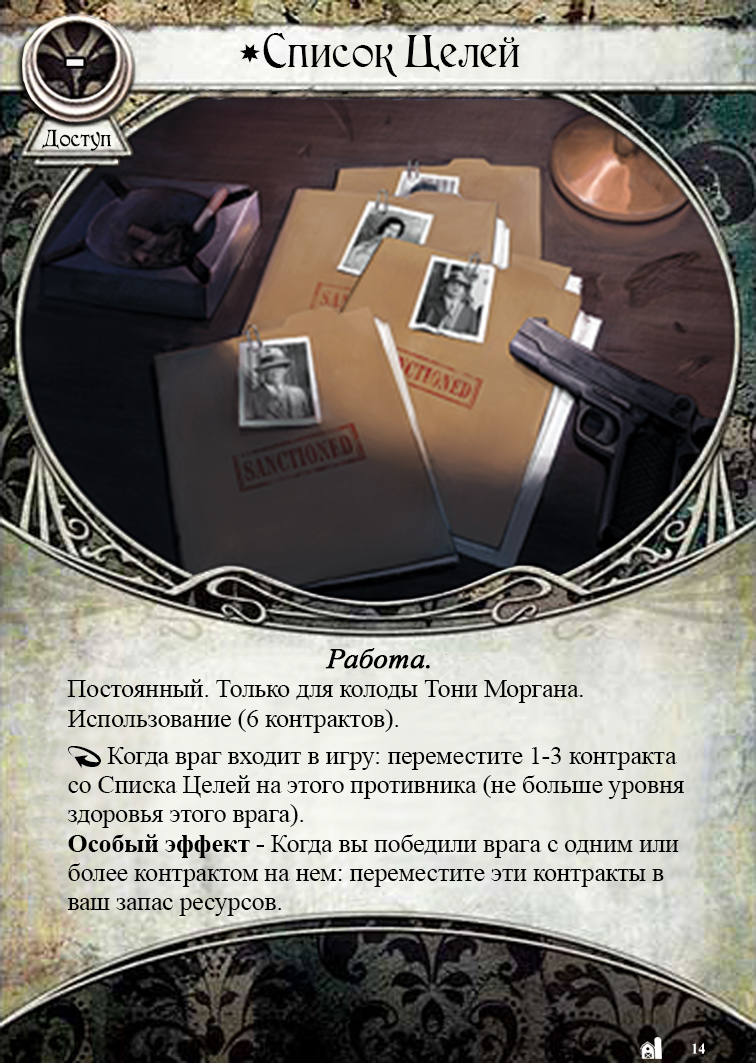 Список Целей
-
Доступ
SANCTIONED
SANCTIONED
Работа.
Постоянный. Только для колоды Тони Моргана.
Использование (6 контрактов).
Когда враг входит в игру: переместите 1-3 контракта
со Списка Целей на этого противника (не больше уровня
здоровья этого врага).
Особый эффект - Когда вы победили врага с одним или
более контрактом на нем: переместите эти контракты в
ваш запас ресурсов.
14